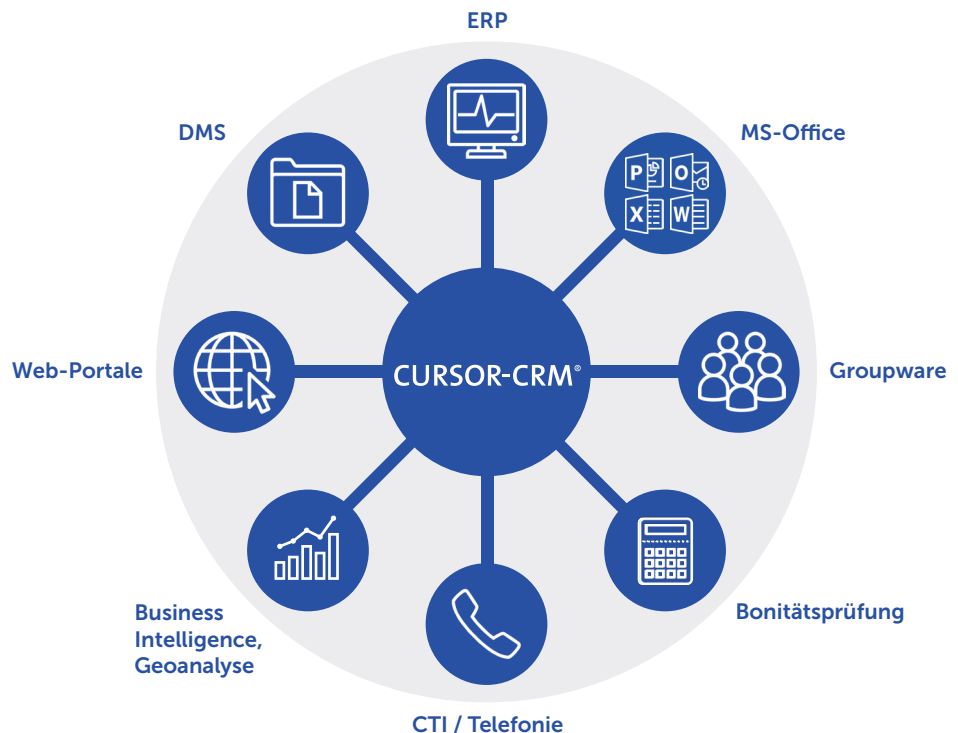 ERP
DMS
MS-Office
P
O
X
W
Web-Portale
CURSOR-CRM®
Groupware
Business
Intelligence,
Geoanalyse
Bonitätsprüfung
CTI / Telefonie